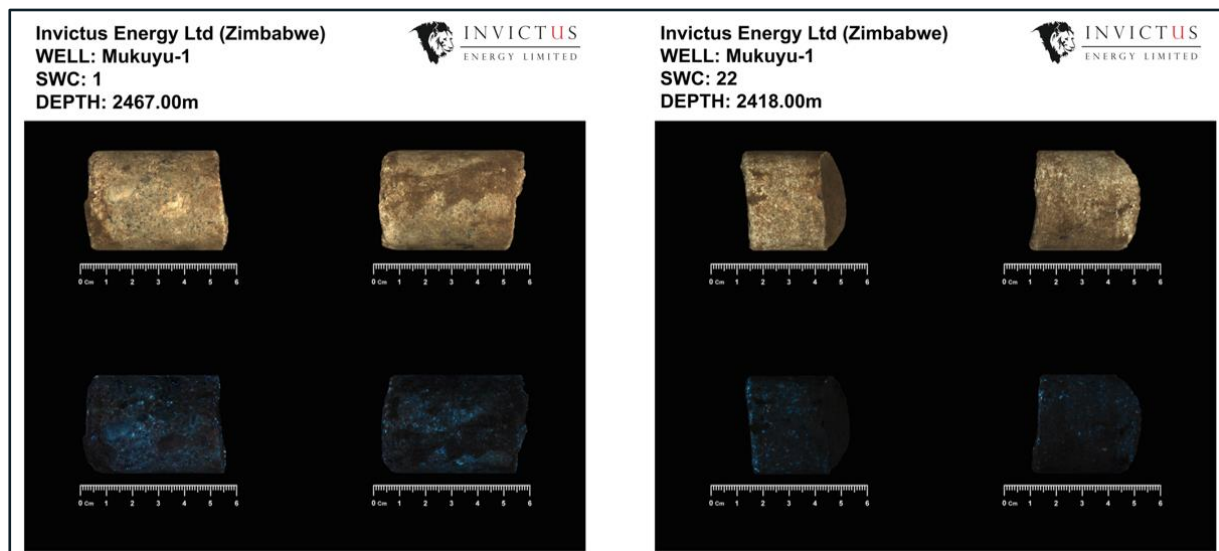 Invictus Energy Ltd (Zimbabwe)
WELL: Mukuyu-1
SWC: 1
DEPTH: 2467.00m
INVICTUS
ENERGY LIMITED
0 Cm 1 2 3 4 5 6
0 Cm 1 2 3 4 5 6
0 Cm 1 2 3 4 5 6
0 Cm 1 2 3 4 5 6
Invictus Energy Ltd (Zimbabwe)
WELL: Mukuyu-1
SWC: 22
DEPTH: 2418.00m
INVICTUS
ENERGY LIMITED
0 Cm 1 2 3 4 5 6
0 Cm 1 2 3 4 5 6
0 Cm 1 2 3 4 5 6
0 Cm 1 2 3 4 5 6